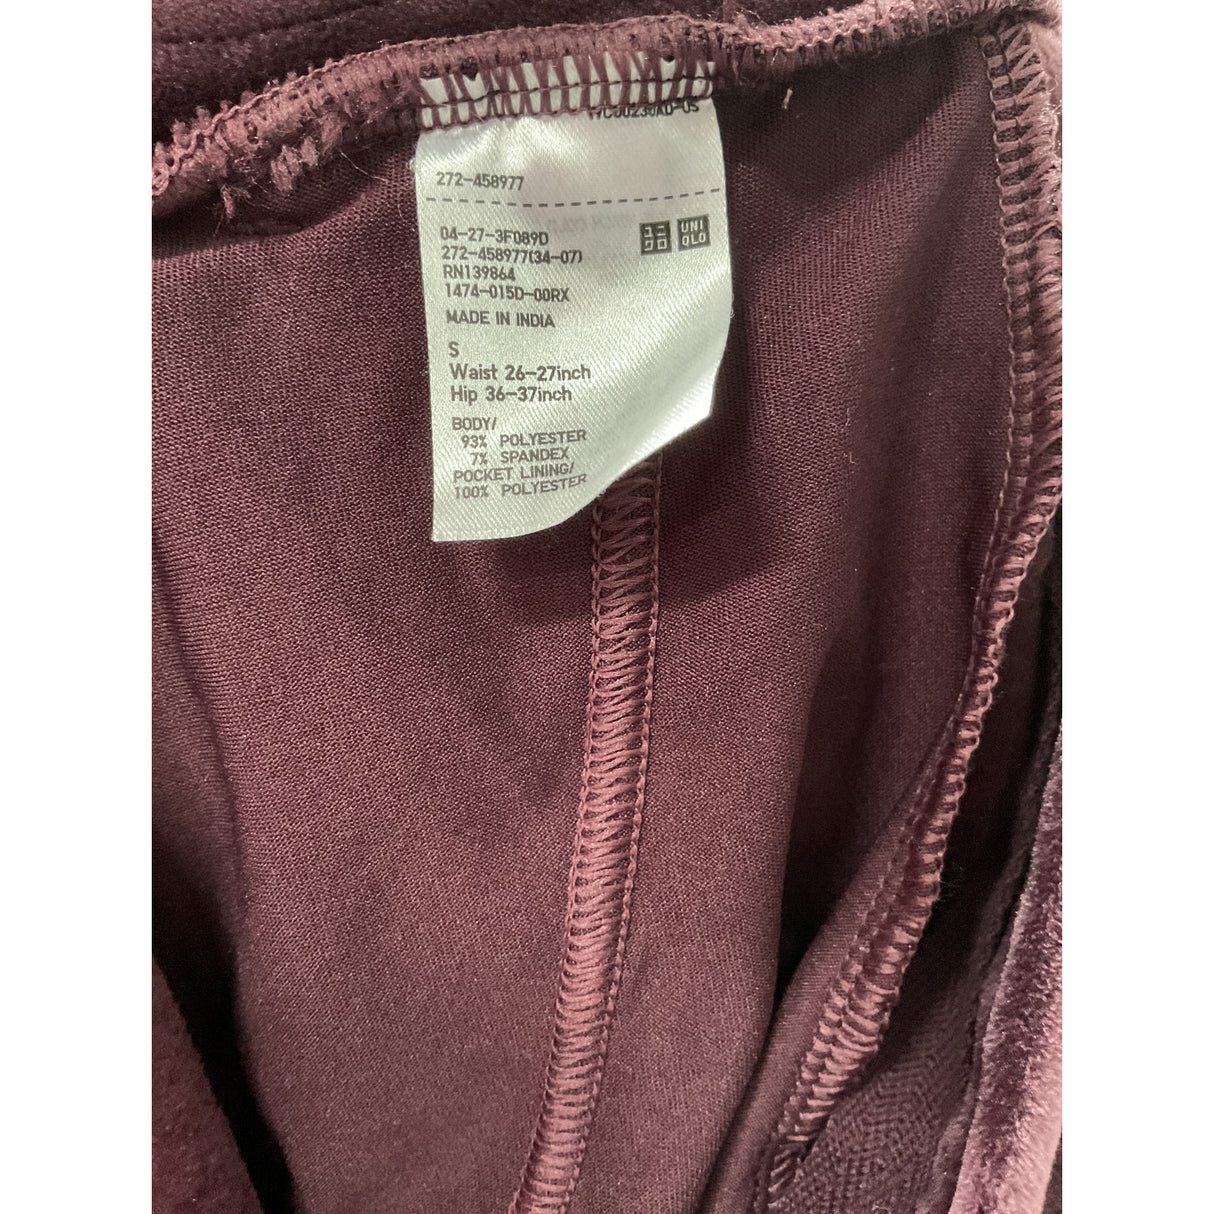 272-458977
04-27-3F089D
ユニ UNI
クロ QLO
272-458977(34-07)
RN139864
1474-015D-00RX
MADE IN INDIA
S
Waist 26-27inch
Hip 36-37inch
BODY/
93% POLYESTER
7% SPANDEX
POCKET LINING/
100% POLYESTER